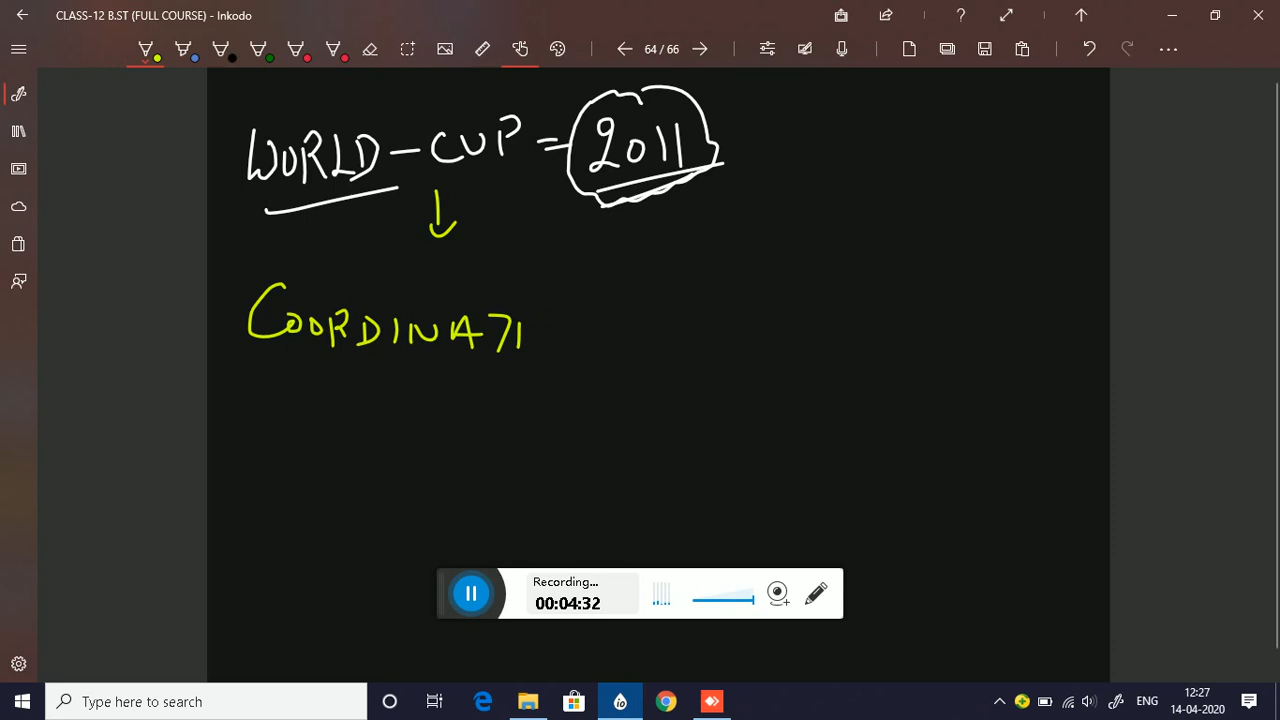 CLASS-12 B.ST (FULL COURSE) - Inkodo
64 / 66
WORLD - CUP = 2011
COORDINATI
Recording...
00:04:32
Type here to search
ENG
12:27
14-04-2020